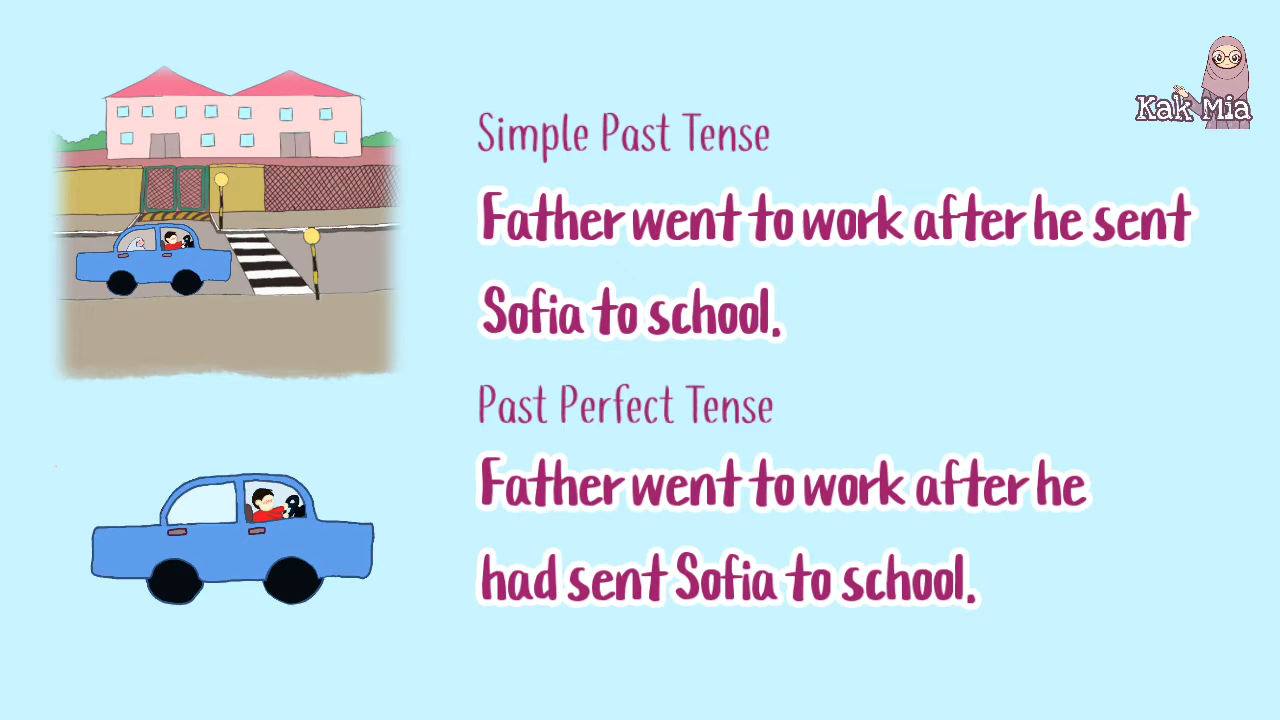 Kak Mia
Simple Past Tense
Father went to work after he sent
Sofia to school.
Past Perfect Tense
Father went to work after he
had sent Sofia to school.